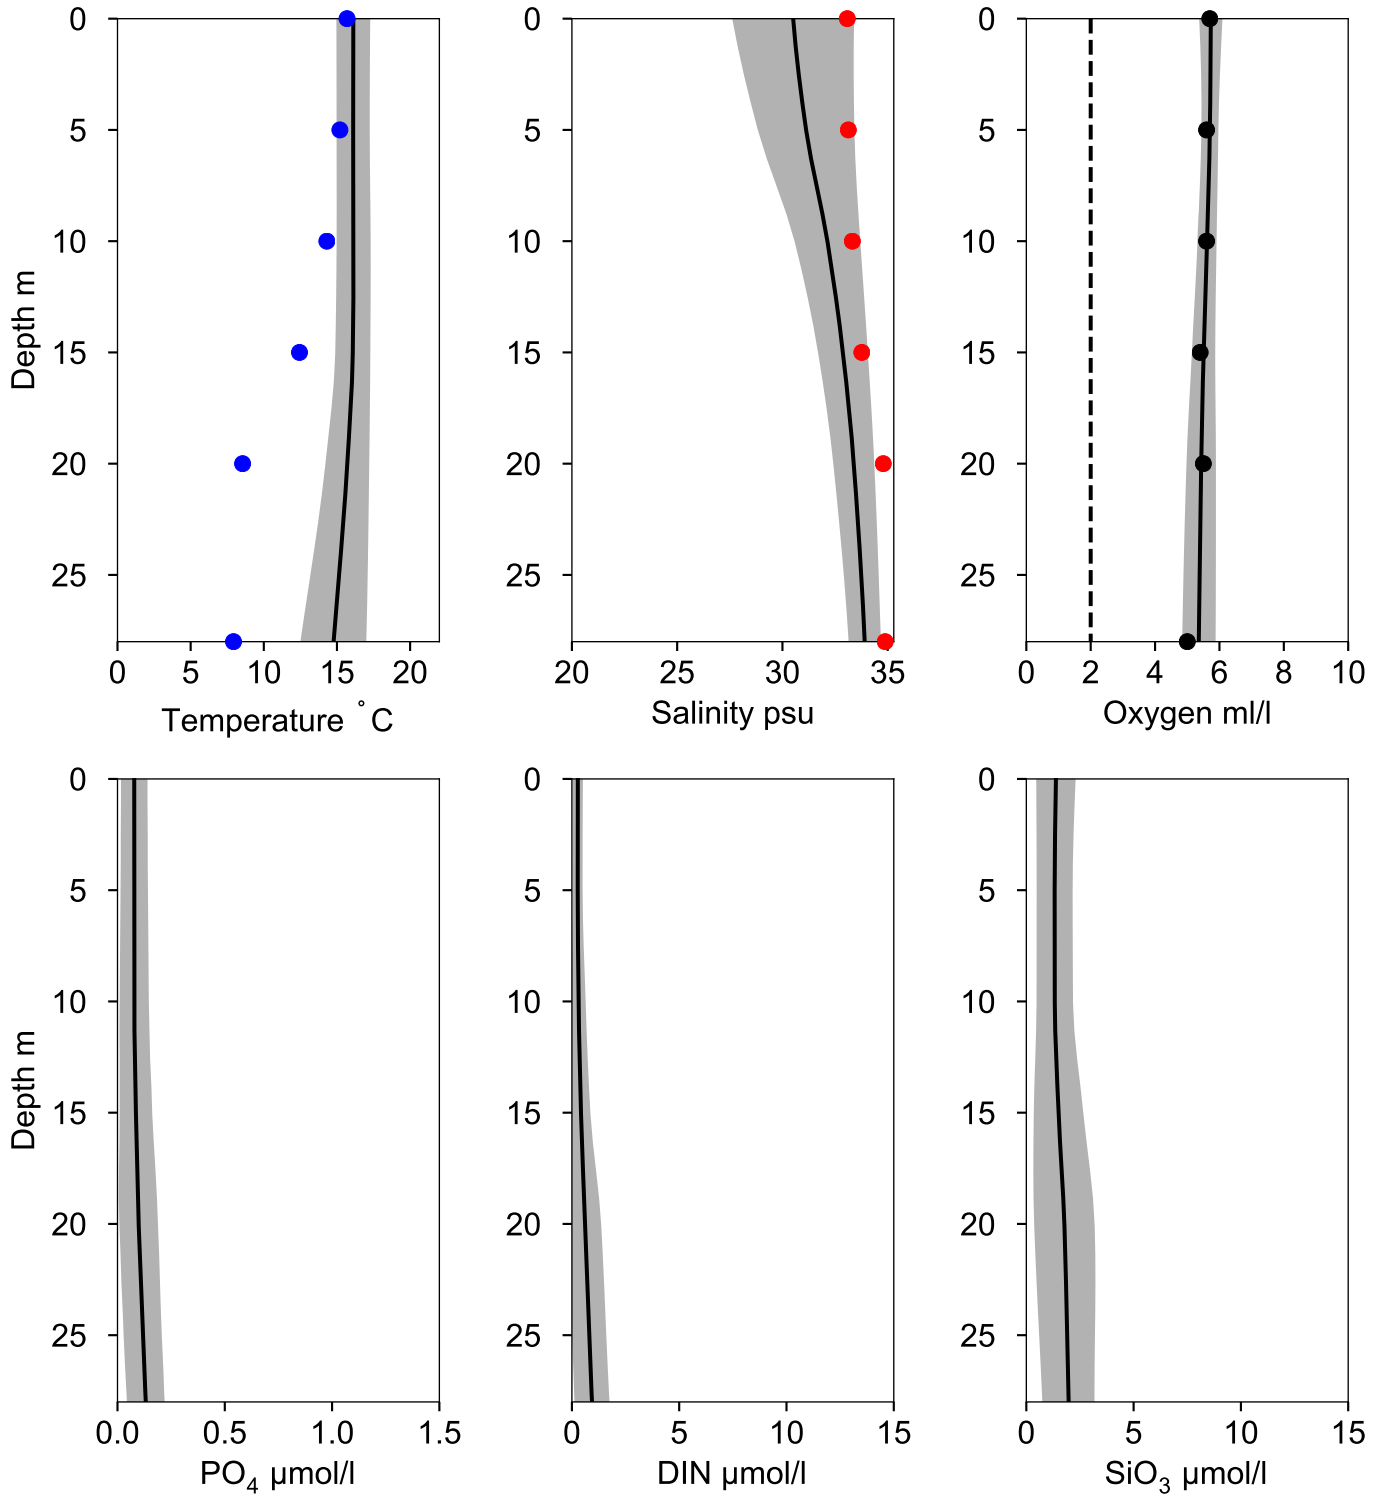 0
5
10
15
20
25
Depth m
0 5 10 15 20
Temperature °C
0
5
10
15
20
25
20 25 30 35
Salinity psu
0
5
10
15
20
25
0 2 4 6 8 10
Oxygen ml/l
0
5
10
15
20
25
Depth m
0.0 0.5 1.0 1.5
PO₄ µmol/l
0
5
10
15
20
25
0 5 10 15
DIN µmol/l
0
5
10
15
20
25
0 5 10 15
SiO₃ µmol/l